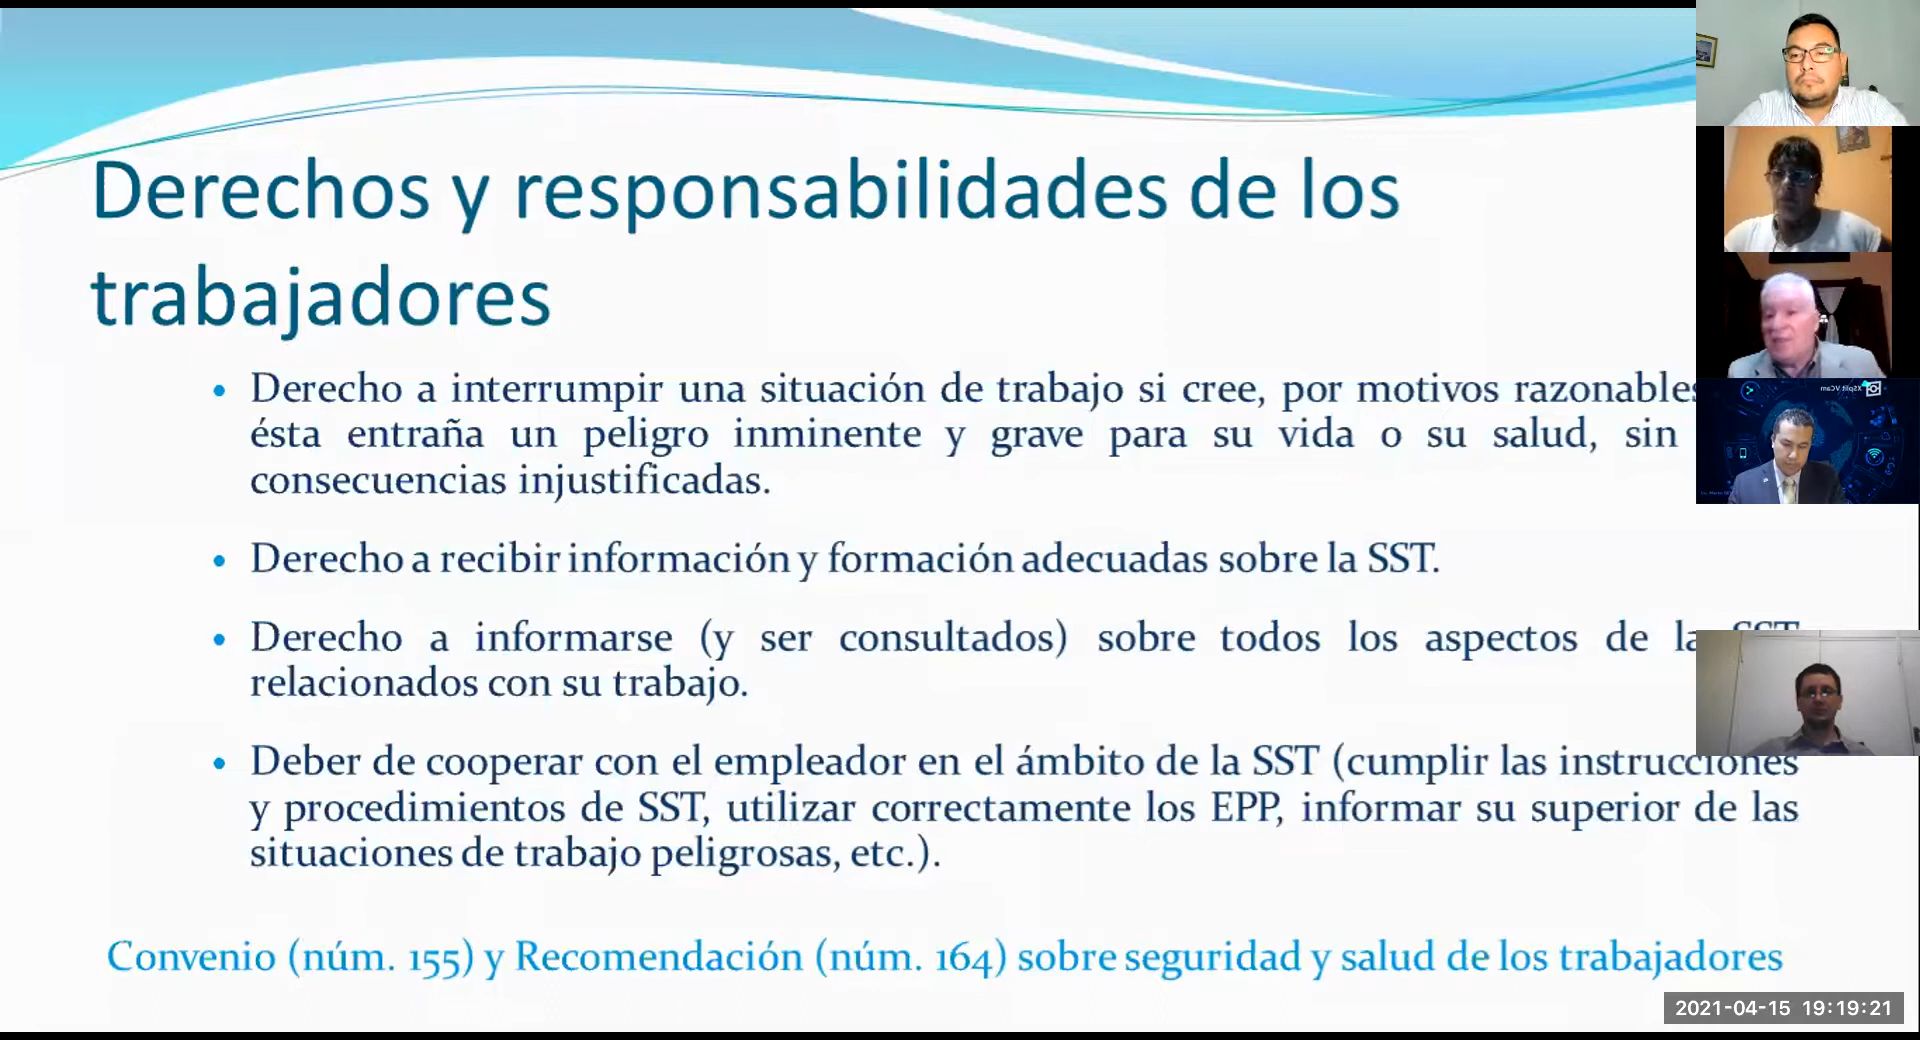 Derechos y responsabilidades de los
trabajadores
• Derecho a interrumpir una situación de trabajo si cree, por motivos razonables
ésta entraña un peligro inminente y grave para su vida o su salud, sin
consecuencias injustificadas.
• Derecho a recibir información y formación adecuadas sobre la SST.
• Derecho a informarse (y ser consultados) sobre todos los aspectos de la SST
relacionados con su trabajo.
• Deber de cooperar con el empleador en el ámbito de la SST (cumplir las instrucciones
y procedimientos de SST, utilizar correctamente los EPP, informar su superior de las
situaciones de trabajo peligrosas, etc.).
Convenio (núm. 155) y Recomendación (núm. 164) sobre seguridad y salud de los trabajadores
XSplit VCam
2021-04-15 19:19:21